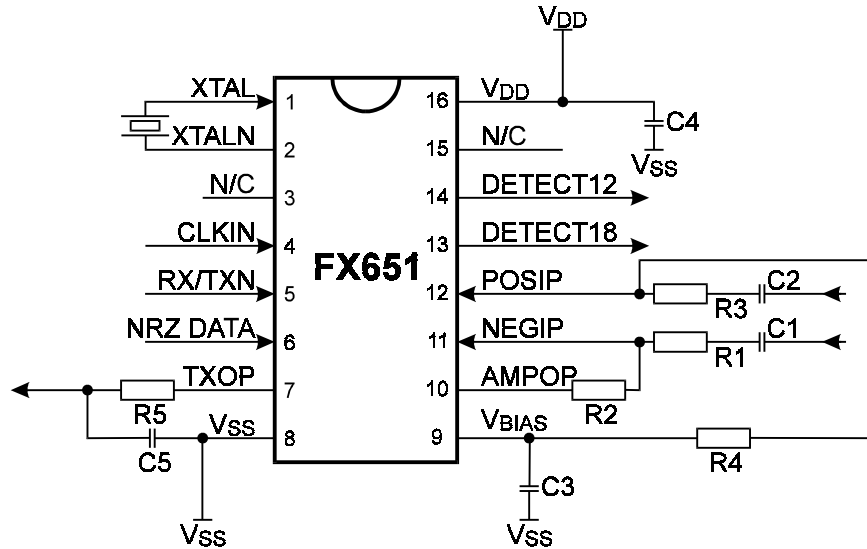 VDD
XTAL 1 16 VDD
C4
XTALN 2 15 N/C
VSS
N/C 3 14 DETECT12
CLKIN 4 13 DETECT18
FX651
RX/TXN 5 12 POSIP
C2
R3
NRZ DATA 6 11 NEGIP
C1
R1
TXOP 7 10 AMPOP
R5
R2
VSS 8 9 VBIAS
C5
R4
C3
VSS
VSS